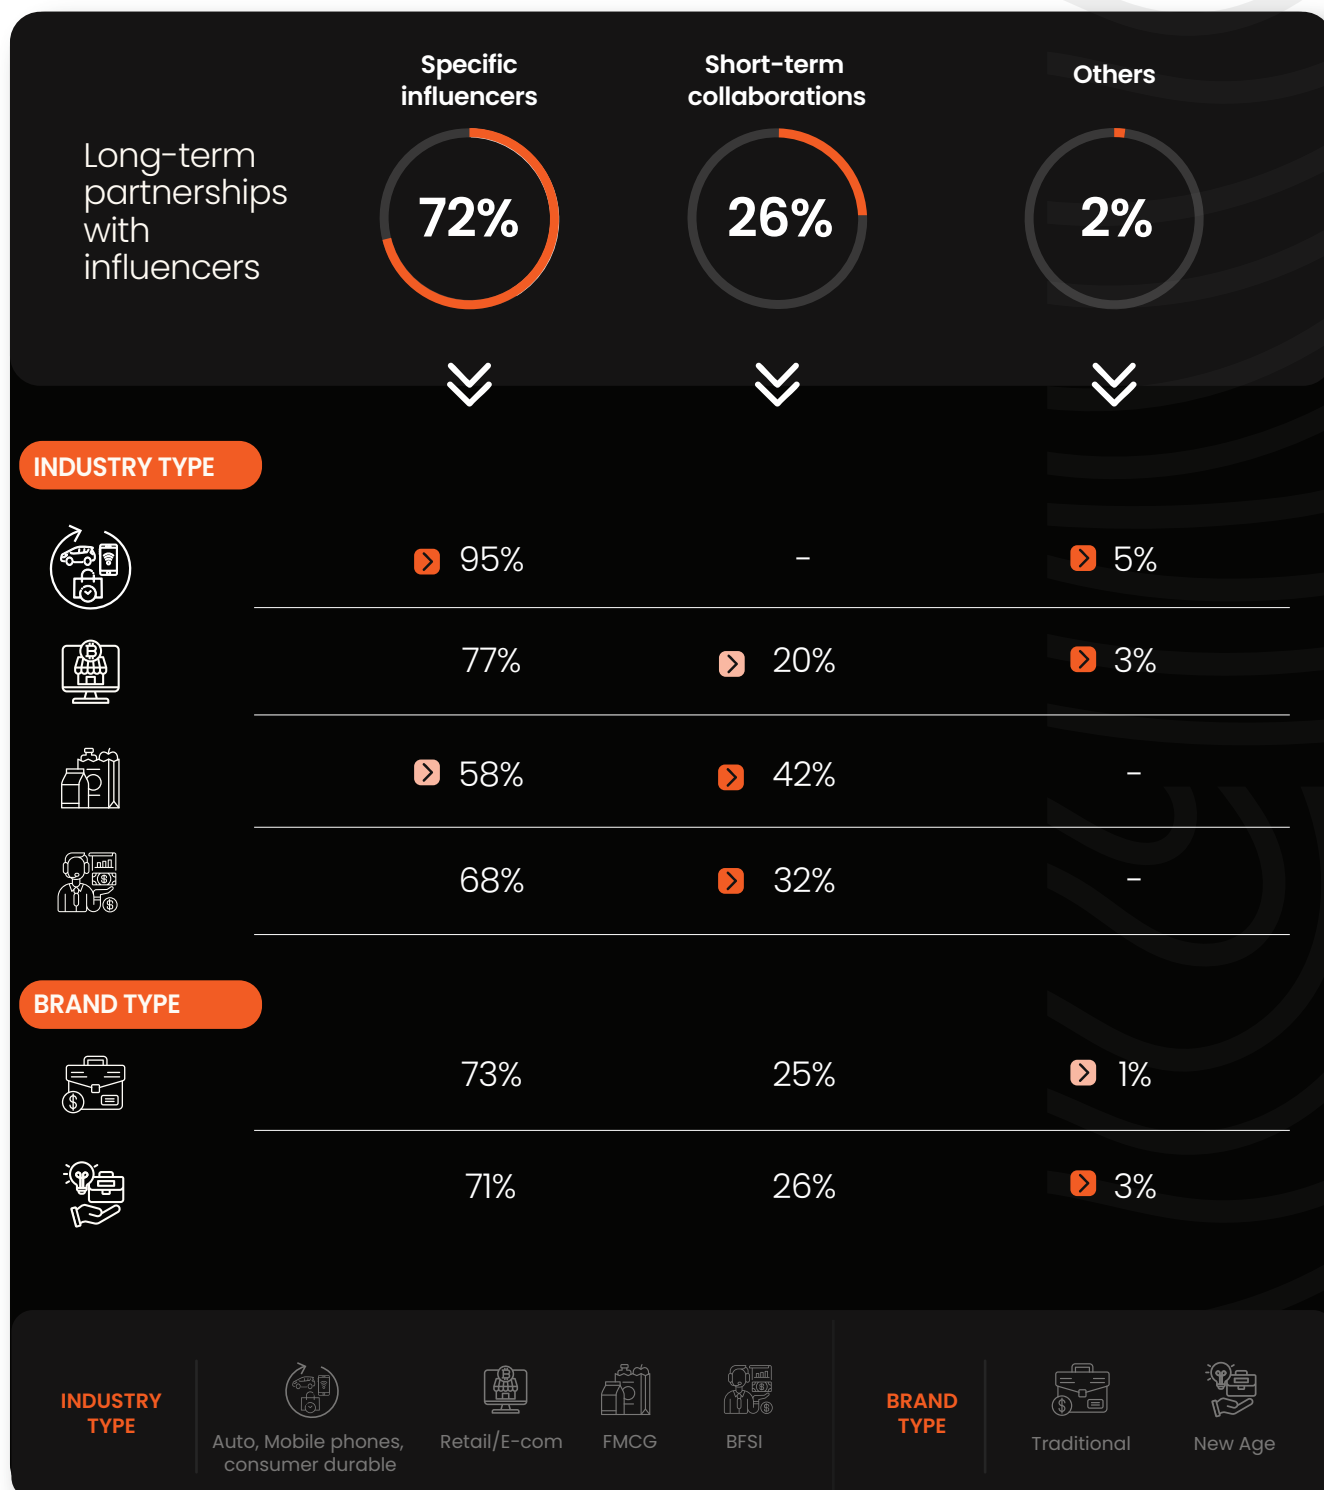 Specific
influencers
Short-term
collaborations
Others
Long-term
partnerships
with
influencers
72%
26%
2%
INDUSTRY TYPE
95%
-
5%
77%
20%
3%
58%
42%
-
68%
32%
-
BRAND TYPE
73%
25%
1%
71%
26%
3%
INDUSTRY
TYPE
Auto, Mobile phones,
consumer durable
Retail/E-com
FMCG
BFSI
BRAND
TYPE
Traditional
New Age